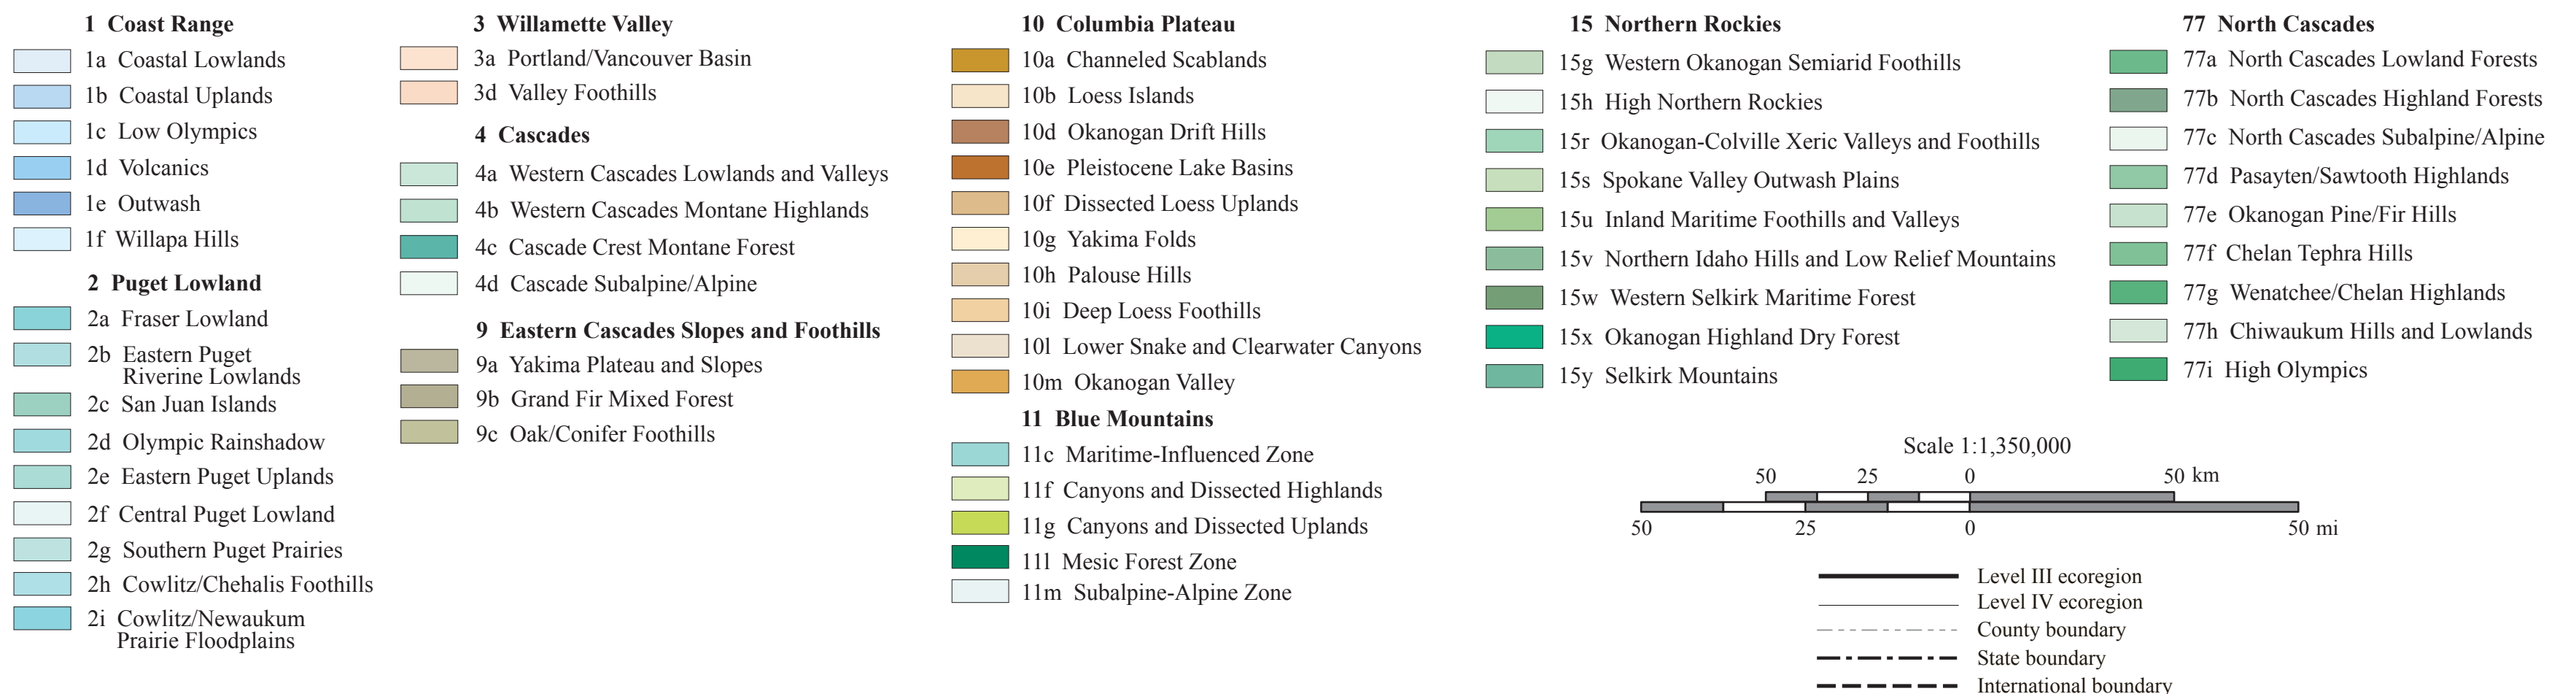 1 Coast Range
1a Coastal Lowlands
1b Coastal Uplands
1c Low Olympics
1d Volcanics
1e Outwash
1f Willapa Hills
2 Puget Lowland
2a Fraser Lowland
2b Eastern Puget
Riverine Lowlands
2c San Juan Islands
2d Olympic Rainshadow
2e Eastern Puget Uplands
2f Central Puget Lowland
2g Southern Puget Prairies
2h Cowlitz/Chehalis Foothills
2i Cowlitz/Newaukum
Prairie Floodplains
3 Willamette Valley
3a Portland/Vancouver Basin
3d Valley Foothills
4 Cascades
4a Western Cascades Lowlands and Valleys
4b Western Cascades Montane Highlands
4c Cascade Crest Montane Forest
4d Cascade Subalpine/Alpine
9 Eastern Cascades Slopes and Foothills
9a Yakima Plateau and Slopes
9b Grand Fir Mixed Forest
9c Oak/Conifer Foothills
10 Columbia Plateau
10a Channeled Scablands
10b Loess Islands
10d Okanogan Drift Hills
10e Pleistocene Lake Basins
10f Dissected Loess Uplands
10g Yakima Folds
10h Palouse Hills
10i Deep Loess Foothills
10l Lower Snake and Clearwater Canyons
10m Okanogan Valley
11 Blue Mountains
11c Maritime-Influenced Zone
11f Canyons and Dissected Highlands
11g Canyons and Dissected Uplands
11l Mesic Forest Zone
11m Subalpine-Alpine Zone
15 Northern Rockies
15g Western Okanogan Semiarid Foothills
15h High Northern Rockies
15r Okanogan-Colville Xeric Valleys and Foothills
15s Spokane Valley Outwash Plains
15u Inland Maritime Foothills and Valleys
15v Northern Idaho Hills and Low Relief Mountains
15w Western Selkirk Maritime Forest
15x Okanogan Highland Dry Forest
15y Selkirk Mountains
77 North Cascades
77a North Cascades Lowland Forests
77b North Cascades Highland Forests
77c North Cascades Subalpine/Alpine
77d Pasayten/Sawtooth Highlands
77e Okanogan Pine/Fir Hills
77f Chelan Tephra Hills
77g Wenatchee/Chelan Highlands
77h Chiwaukum Hills and Lowlands
77i High Olympics
Scale 1:1,350,000
50 25 0 50 km
50 25 0 50 mi
Level III ecoregion
Level IV ecoregion
County boundary
State boundary
International boundary